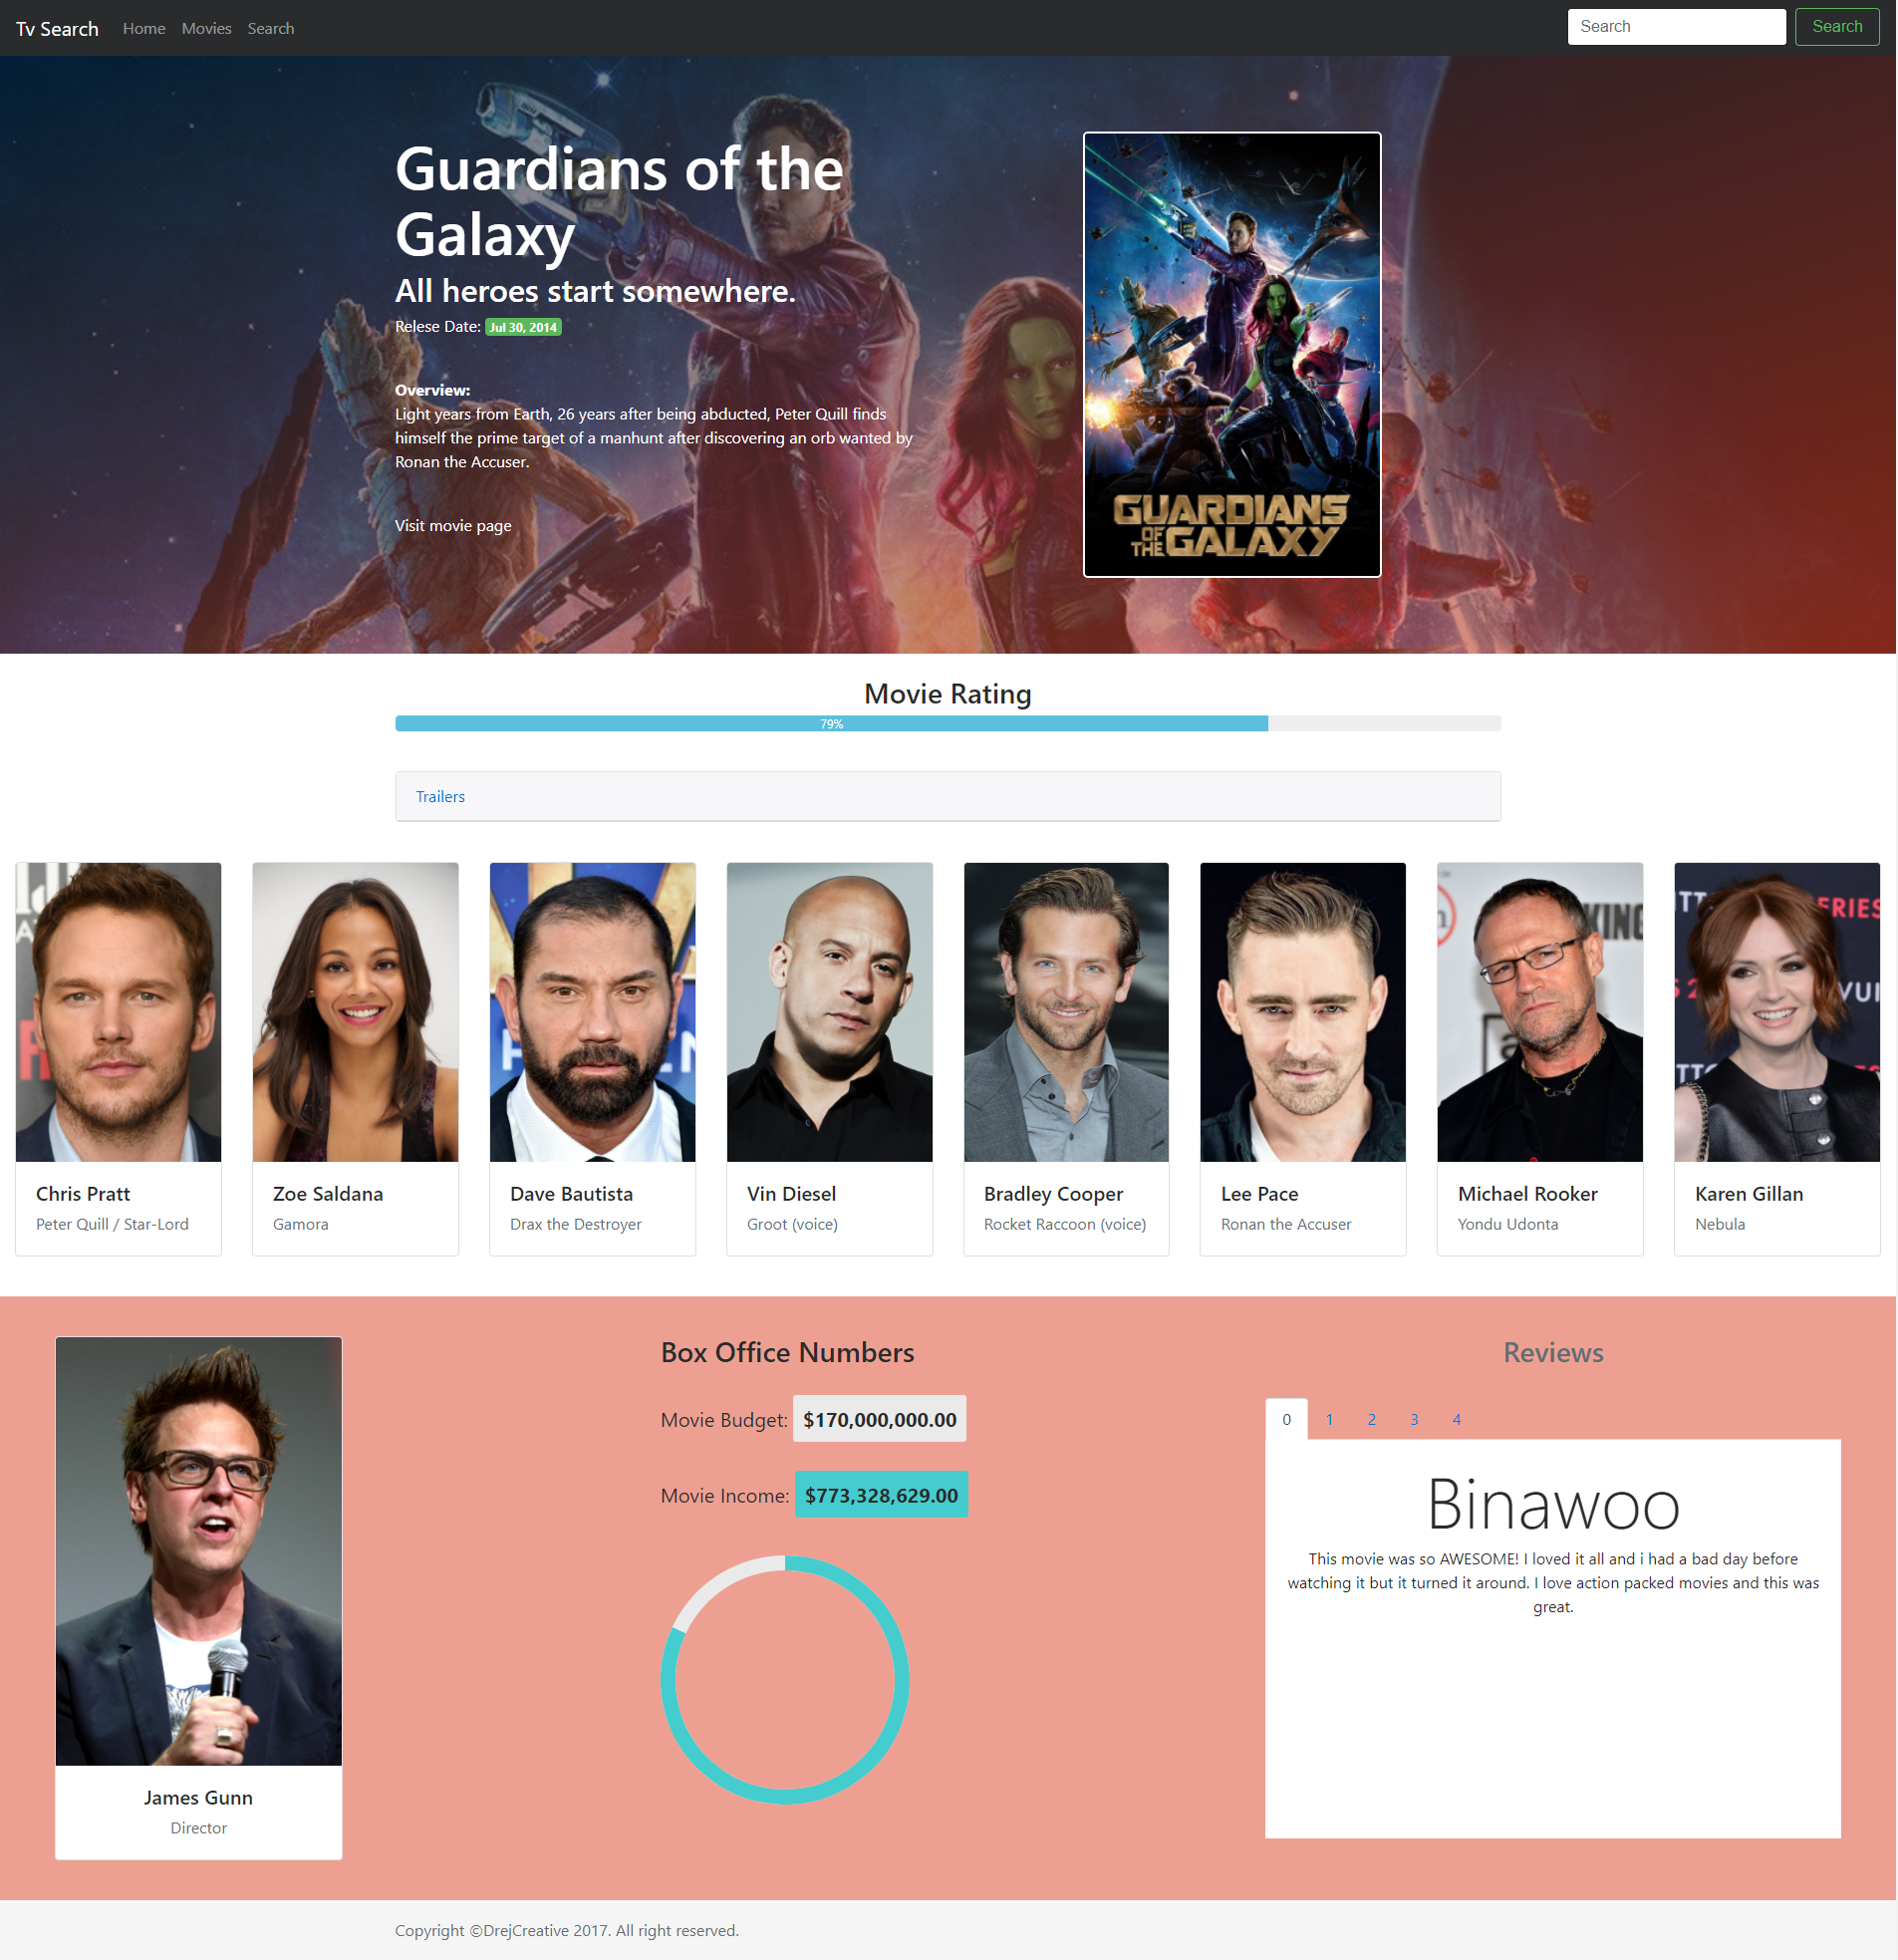 Tv Search Home Movies Search Search Search
Guardians of the
Galaxy
All heroes start somewhere.
Relese Date: Jul 30, 2014
Overview:
Light years from Earth, 26 years after being abducted, Peter Quill finds
himself the prime target of a manhunt after discovering an orb wanted by
Ronan the Accuser.
Visit movie page
GUARDIANS
OF THE GALAXY
Movie Rating
79%
Trailers
Chris Pratt
Peter Quill / Star-Lord
Zoe Saldana
Gamora
Dave Bautista
Drax the Destroyer
Vin Diesel
Groot (voice)
Bradley Cooper
Rocket Raccoon (voice)
Lee Pace
Ronan the Accuser
Michael Rooker
Yondu Udonta
Karen Gillan
Nebula
James Gunn
Director
Box Office Numbers
Movie Budget: $170,000,000.00
Movie Income: $773,328,629.00
Reviews
0 1 2 3 4
Binawoo
This movie was so AWESOME! I loved it all and i had a bad day before
watching it but it turned it around. I love action packed movies and this was
great.
Copyright ©DrejCreative 2017. All right reserved.